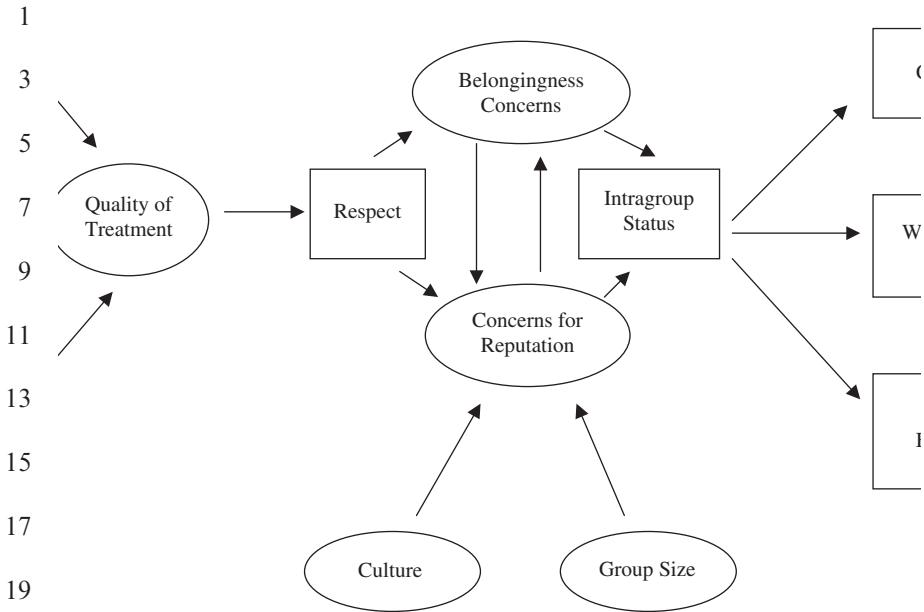 1
3
5
7
9
11
13
15
17
19
Belongingness
Concerns
Quality of
Treatment
Respect
Intragroup
Status
Concerns for
Reputation
Culture
Group Size